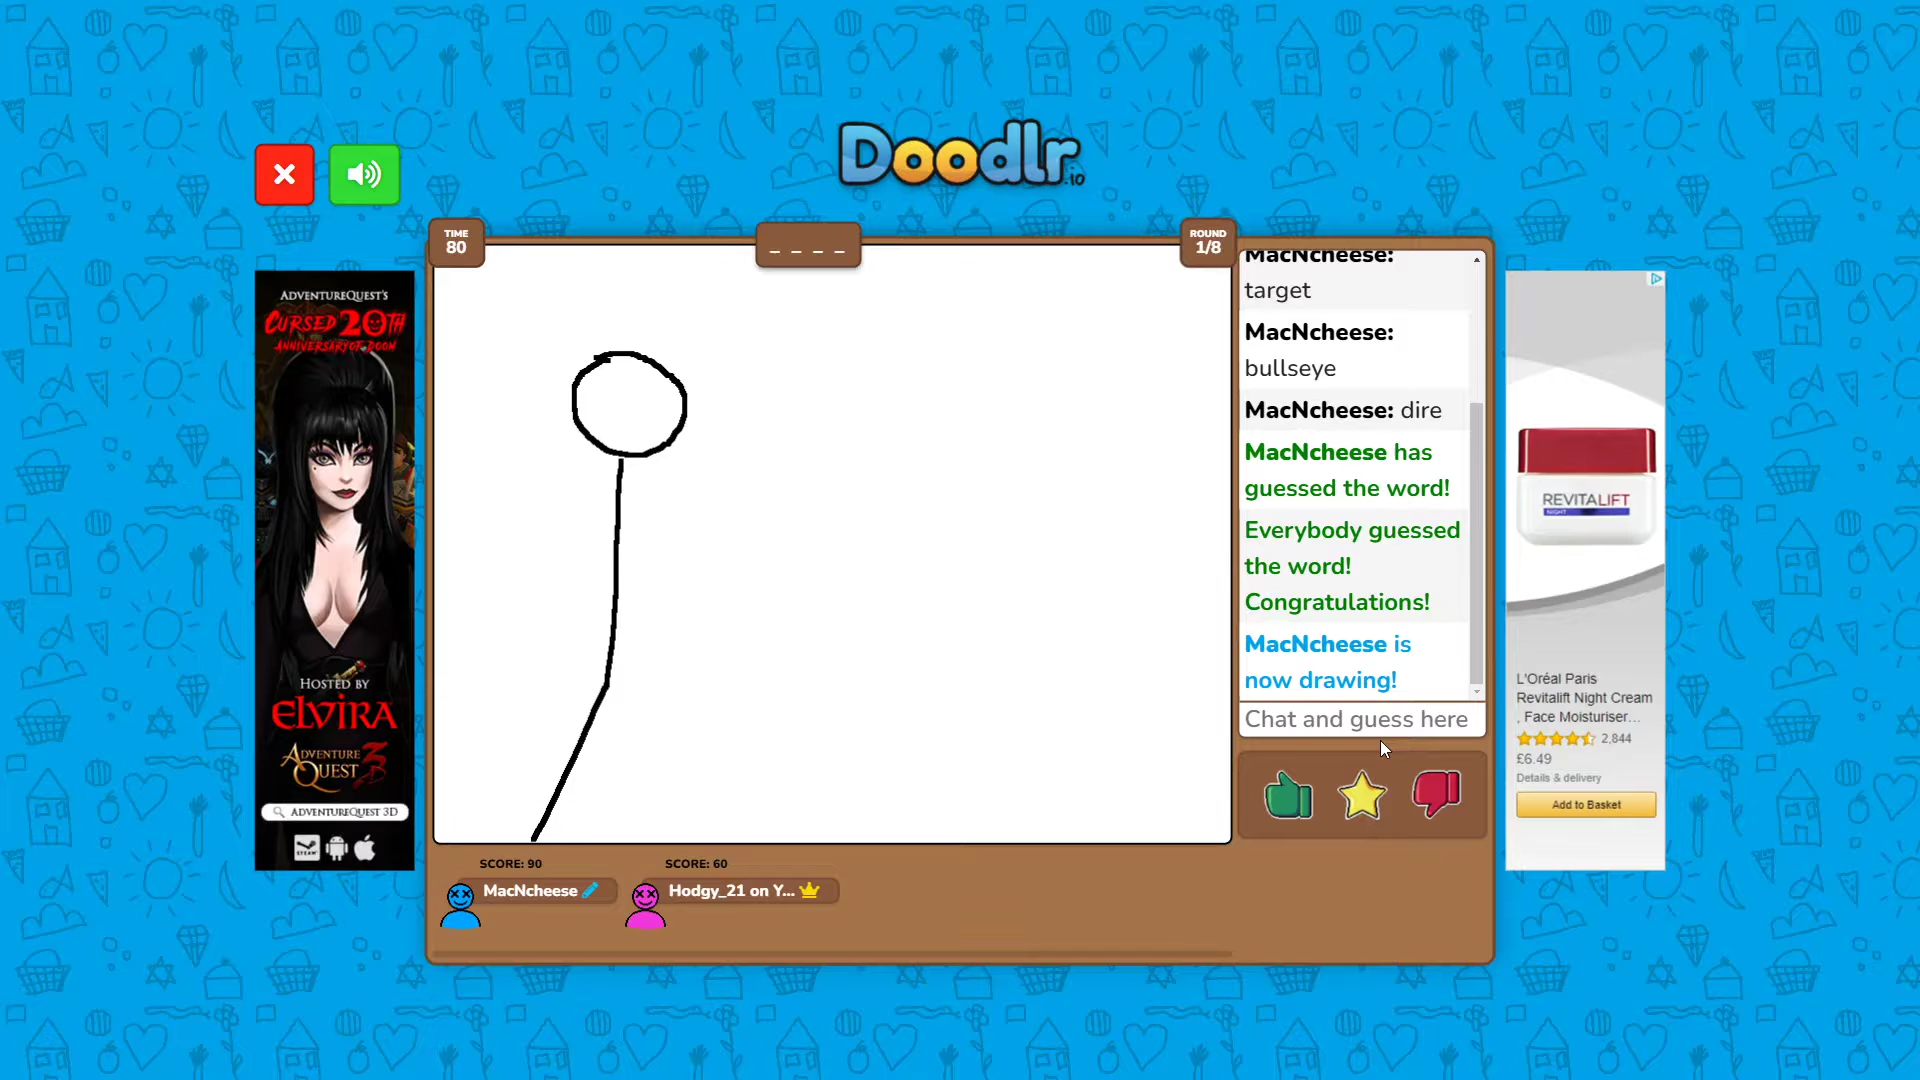 Doodlr.io
TIME
80
_ _ _ _
ROUND
1/8
MacNcheese:
target
MacNcheese:
bullseye
MacNcheese: dire
MacNcheese has
guessed the word!
Everybody guessed
the word!
Congratulations!
MacNcheese is
now drawing!
Chat and guess here
SCORE: 90
MacNcheese
SCORE: 60
Hodgy_21 on Y...
ADVENTUREQUEST'S
CURSED 20TH
ANNIVERSARY OF DOOM
HOSTED BY
ELVIRA
ADVENTURE
QUEST 3D
ADVENTUREQUEST 3D
STEAM
REVITALIFT
NIGHT
L'Oréal Paris
Revitalift Night Cream
, Face Moisturiser...
2,844
£6.49
Details & delivery
Add to Basket